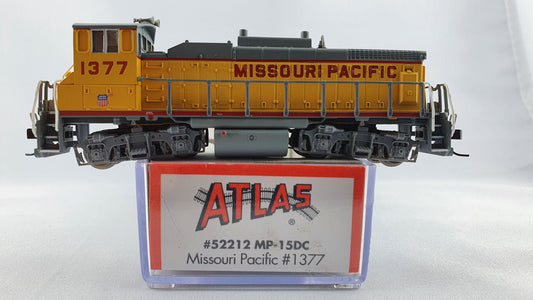 1377
MISSOURI PACIFIC
ATLAS
®
#52212 MP-15DC
Missouri Pacific #1377